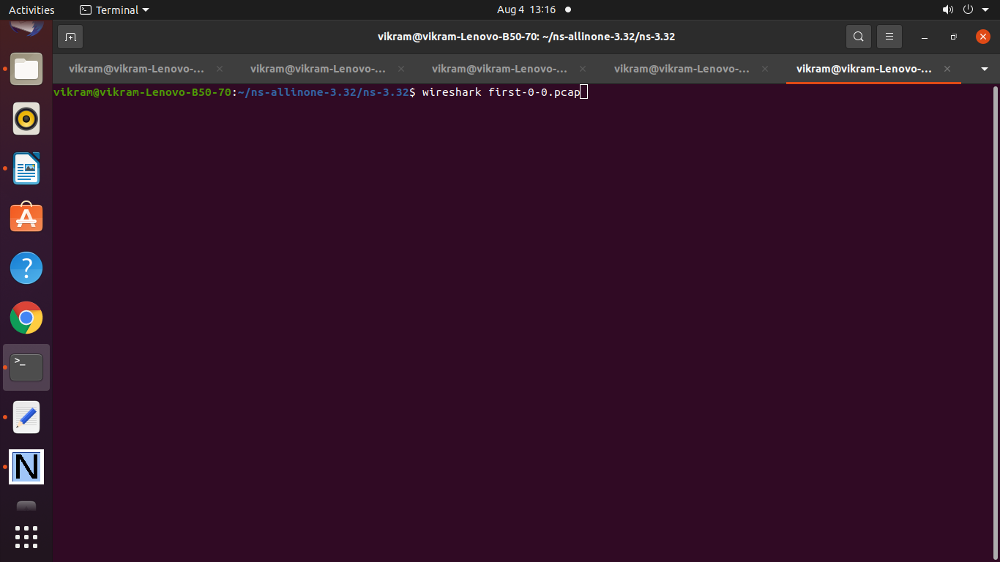 Activities Terminal Aug 4 13:16
vikram@vikram-Lenovo-B50-70: ~/ns-allinone-3.32/ns-3.32
vikram@vikram-Lenovo-... vikram@vikram-Lenovo-... vikram@vikram-Lenovo-... vikram@vikram-Lenovo-... vikram@vikram-Lenovo-...
vikram@vikram-Lenovo-B50-70:~/ns-allinone-3.32/ns-3.32$ wireshark first-0-0.pcap
?
>_
N